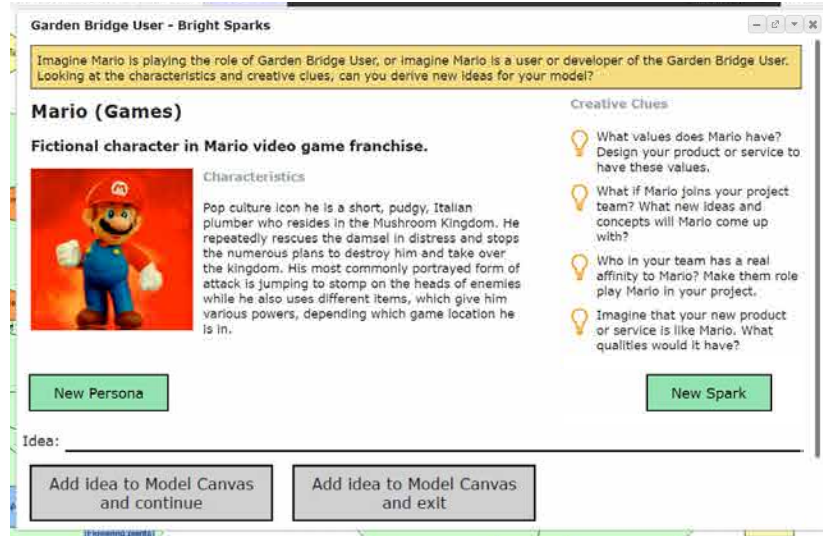 Garden Bridge User - Bright Sparks
Imagine Mario is playing the role of Garden Bridge User, or imagine Mario is a user or developer of the Garden Bridge User.
Looking at the characteristics and creative clues, can you derive new ideas for your model?
Mario (Games)
Fictional character in Mario video game franchise.
Characteristics
Pop culture icon he is a short, pudgy, Italian
plumber who resides in the Mushroom Kingdom. He
repeatedly rescues the damsel in distress and stops
the numerous plans to destroy him and take over
the kingdom. His most commonly portrayed form of
attack is jumping to stomp on the heads of enemies
while he also uses different items, which give him
various powers, depending which game location he
is in.
Creative Clues
What values does Mario have?
Design your product or service to
have these values.
What if Mario joins your project
team? What new ideas and
concepts will Mario come up
with?
Who in your team has a real
affinity to Mario? Make them role
play Mario in your project.
Imagine that your new product
or service is like Mario. What
qualities would it have?
New Persona
New Spark
Idea:
Add idea to Model Canvas
and continue
Add idea to Model Canvas
and exit